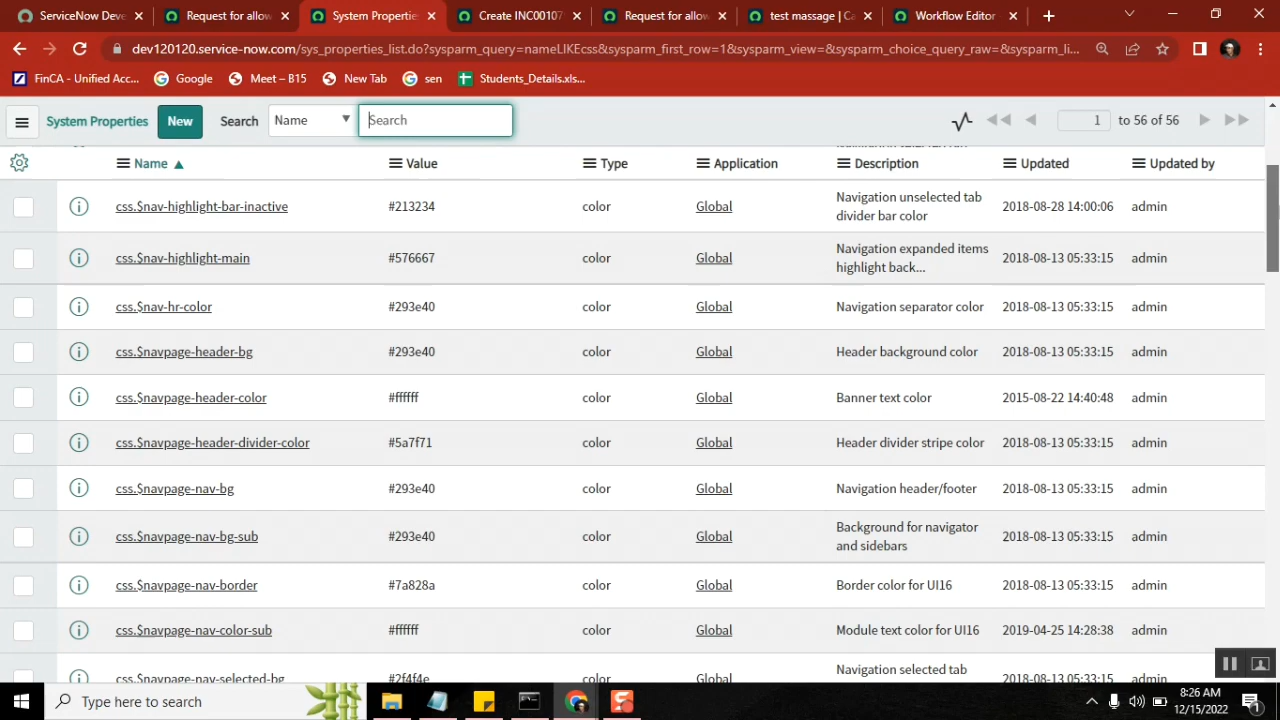 ServiceNow Deve
Request for allow
System Properties
Create INC00107
Request for allow
test massage | Ca
Workflow Editor -
dev120120.service-now.com/sys_properties_list.do?sysparm_query=nameLIKEcss&sysparm_first_row=1&sysparm_view=&sysparm_choice_query_raw=&sysparm_li...
FinCA - Unified Acc...
Google
Meet – B15
New Tab
sen
Students_Details.xls...
System Properties
New
Search
Name
Search
1
to 56 of 56
Name
Value
Type
Application
Description
Updated
Updated by
css.$nav-highlight-bar-inactive
#213234
color
Global
Navigation unselected tab
divider bar color
2018-08-28 14:00:06
admin
css.$nav-highlight-main
#576667
color
Global
Navigation expanded items
highlight back...
2018-08-13 05:33:15
admin
css.$nav-hr-color
#293e40
color
Global
Navigation separator color
2018-08-13 05:33:15
admin
css.$navpage-header-bg
#293e40
color
Global
Header background color
2018-08-13 05:33:15
admin
css.$navpage-header-color
#ffffff
color
Global
Banner text color
2015-08-22 14:40:48
admin
css.$navpage-header-divider-color
#5a7f71
color
Global
Header divider stripe color
2018-08-13 05:33:15
admin
css.$navpage-nav-bg
#293e40
color
Global
Navigation header/footer
2018-08-13 05:33:15
admin
css.$navpage-nav-bg-sub
#293e40
color
Global
Background for navigator
and sidebars
2018-08-13 05:33:15
admin
css.$navpage-nav-border
#7a828a
color
Global
Border color for UI16
2018-08-13 05:33:15
admin
css.$navpage-nav-color-sub
#ffffff
color
Global
Module text color for UI16
2019-04-25 14:28:38
admin
css.$navpage-nav-selected-bg
#2f4f4e
color
Global
Navigation selected tab
Type here to search
8:26 AM
12/15/2022
1